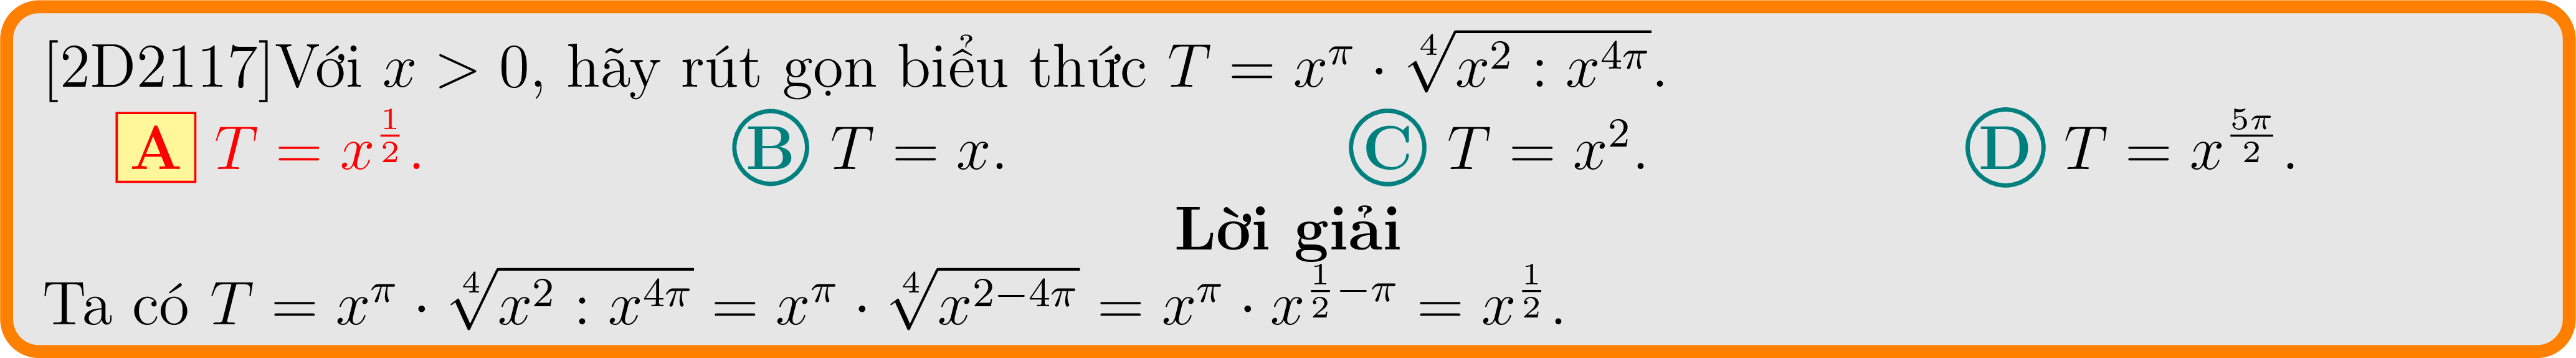 [2D2117]Với $x > 0$, hãy rút gọn biểu thức $T = x^{\pi} \cdot \sqrt[4]{x^2 : x^{4\pi}}$.
A $T = x^{\frac{1}{2}}$. B $T = x$. C $T = x^2$. D $T = x^{\frac{5\pi}{2}}$.
Lời giải
Ta có $T = x^{\pi} \cdot \sqrt[4]{x^2 : x^{4\pi}} = x^{\pi} \cdot \sqrt[4]{x^{2-4\pi}} = x^{\pi} \cdot x^{\frac{1}{2}-\pi} = x^{\frac{1}{2}}$.